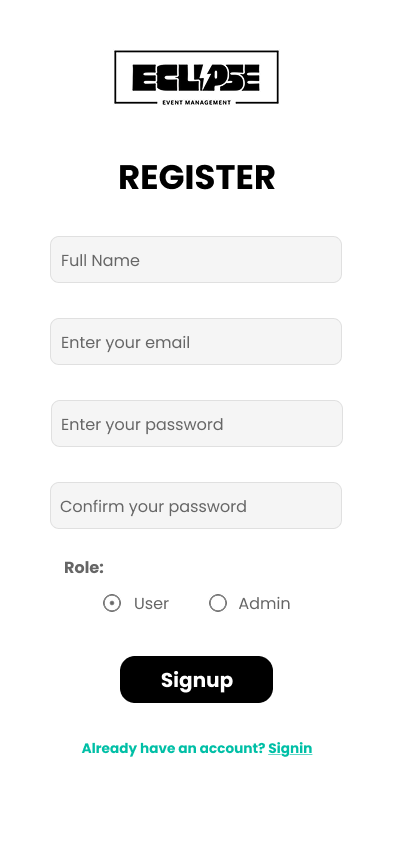 ECLIPSE
EVENT MANAGEMENT
REGISTER
Full Name
Enter your email
Enter your password
Confirm your password
Role:
User Admin
Signup
Already have an account? Signin